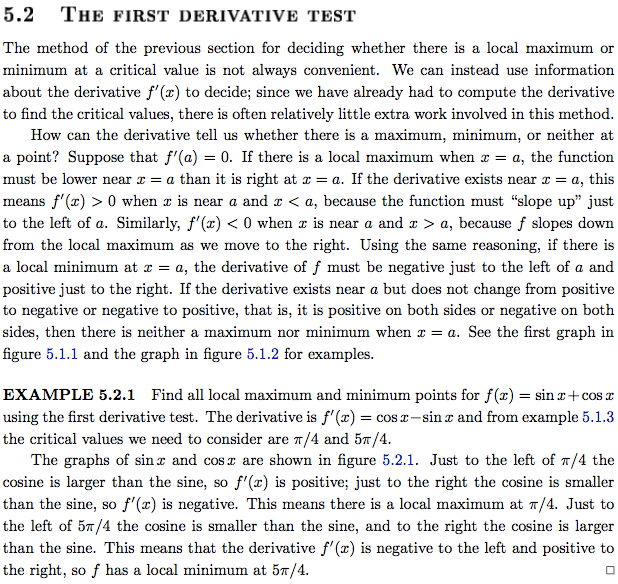 5.2 THE FIRST DERIVATIVE TEST
The method of the previous section for deciding whether there is a local maximum or
minimum at a critical value is not always convenient. We can instead use information
about the derivative f′(x) to decide; since we have already had to compute the derivative
to find the critical values, there is often relatively little extra work involved in this method.
How can the derivative tell us whether there is a maximum, minimum, or neither at
a point? Suppose that f′(a) = 0. If there is a local maximum when x = a, the function
must be lower near x = a than it is right at x = a. If the derivative exists near x = a, this
means f′(x) > 0 when x is near a and x < a, because the function must “slope up” just
to the left of a. Similarly, f′(x) < 0 when x is near a and x > a, because f slopes down
from the local maximum as we move to the right. Using the same reasoning, if there is
a local minimum at x = a, the derivative of f must be negative just to the left of a and
positive just to the right. If the derivative exists near a but does not change from positive
to negative or negative to positive, that is, it is positive on both sides or negative on both
sides, then there is neither a maximum nor minimum when x = a. See the first graph in
figure 5.1.1 and the graph in figure 5.1.2 for examples.
EXAMPLE 5.2.1 Find all local maximum and minimum points for f(x) = sin x + cos x
using the first derivative test. The derivative is f′(x) = cos x − sin x and from example 5.1.3
the critical values we need to consider are π/4 and 5π/4.
The graphs of sin x and cos x are shown in figure 5.2.1. Just to the left of π/4 the
cosine is larger than the sine, so f′(x) is positive; just to the right the cosine is smaller
than the sine, so f′(x) is negative. This means there is a local maximum at π/4. Just to
the left of 5π/4 the cosine is smaller than the sine, and to the right the cosine is larger
than the sine. This means that the derivative f′(x) is negative to the left and positive to
the right, so f has a local minimum at 5π/4. □